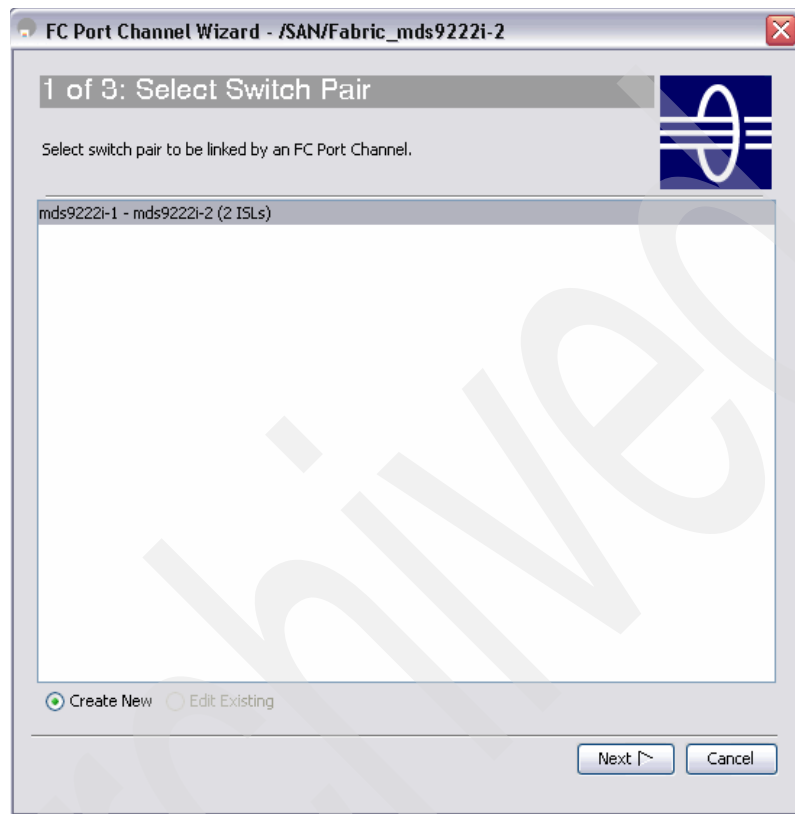 FC Port Channel Wizard - /SAN/Fabric_mds9222i-2
1 of 3: Select Switch Pair
Select switch pair to be linked by an FC Port Channel.
mds9222i-1 - mds9222i-2 (2 ISLs)
Create New Edit Existing
Next Cancel
Archived